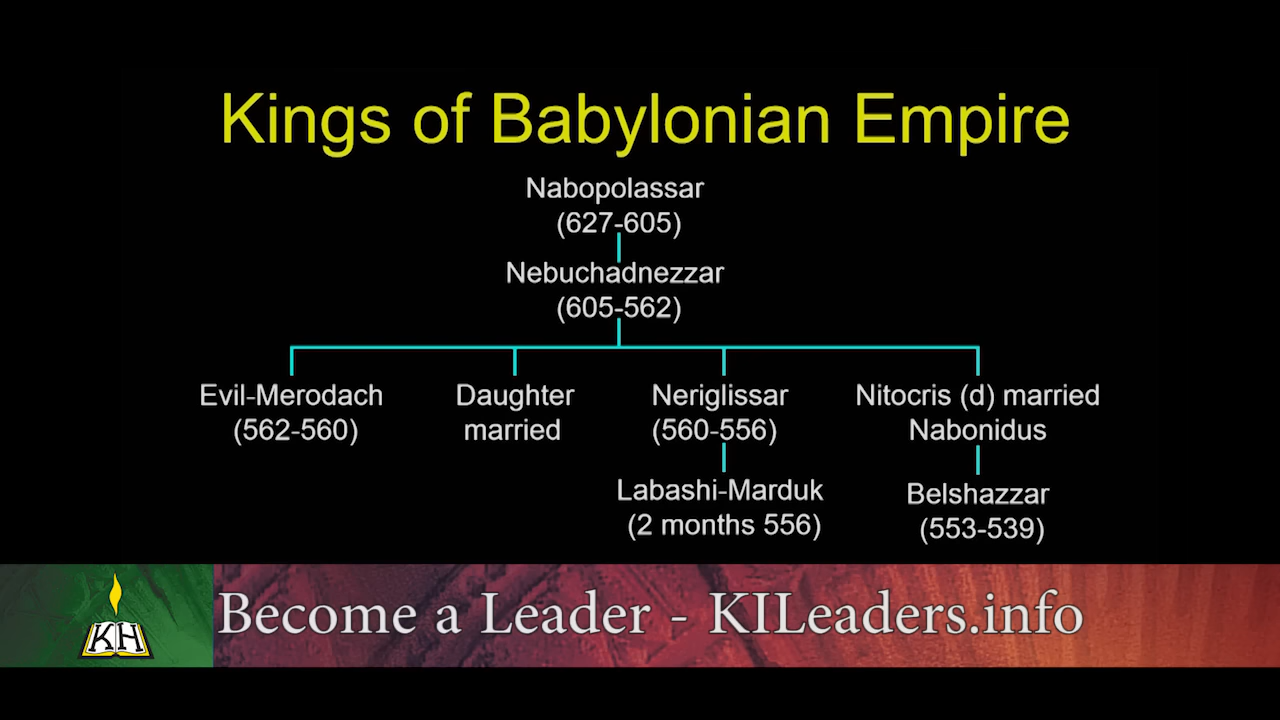 Kings of Babylonian Empire
Nabopolassar
(627-605)
Nebuchadnezzar
(605-562)
Evil-Merodach
(562-560)
Daughter
married
Neriglissar
(560-556)
Nitocris (d) married
Nabonidus
Labashi-Marduk
(2 months 556)
Belshazzar
(553-539)
KH
Become a Leader - KILeaders.info